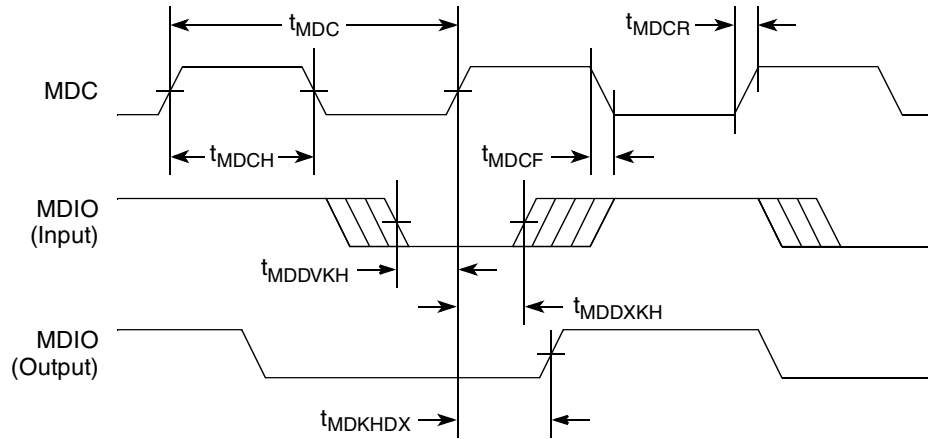 tMDC
tMDCR
MDC
tMDCH
tMDCF
MDIO
(Input)
tMDDVKH
tMDDXKH
MDIO
(Output)
tMDKHDX